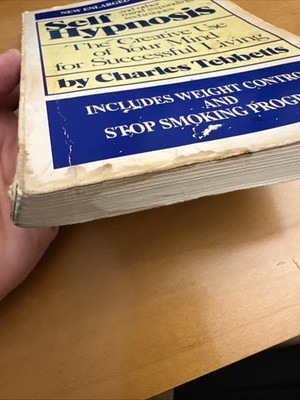 NEW ENLARGED
Self
Hypnosis
The Creative Use
of Your Mind
for Successful Living
by Charles Tebbetts
INCLUDES WEIGHT CONTRO
AND
STOP SMOKING PROGR